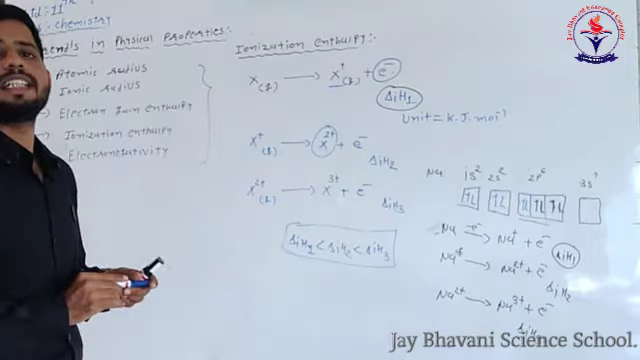 Std: 11th
: Chemistry
Trends in Physical Properties:-
Atomic radius
Ionic radius
Electron Gain enthalpy
Ionization enthalpy
Electronegativity
Ionization Enthalpy:-
X(g) → X+(g) + e-
ΔiH1
Unit = K.J.mol-1
X+(g) → X2+ + e-
ΔiH2
X2+(g) → X3+ + e-
ΔiH3
ΔiH1 < ΔiH2 < ΔiH3
Na 1s2 2s2 2p6 3s1
Na -e-→ Na+ + e-
ΔiH1
Na+ → Na2+ + e-
ΔiH2
Na2+ → Na3+ + e-
ΔiH
Jay Bhavani Science School.